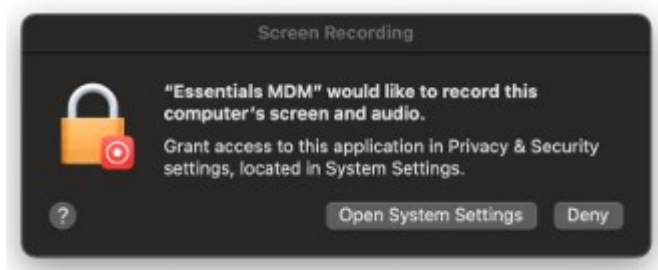 Screen Recording
“Essentials MDM” would like to record this
computer's screen and audio.
Grant access to this application in Privacy & Security
settings, located in System Settings.
?
Open System Settings
Deny